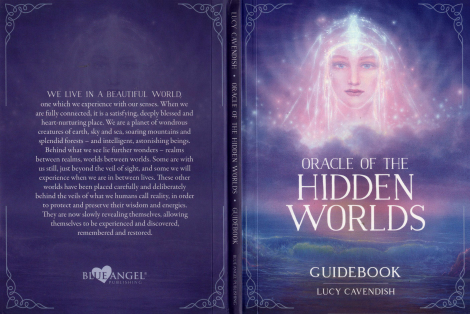 WE LIVE IN A BEAUTIFUL WORLD,
one which we experience with our senses. When we
are fully connected, it is a satisfying, deeply blessed and
heart-nurturing place. We are a planet of wondrous
creatures of earth, sky and sea, soaring mountains and
splendid forests – and intelligent, astonishing beings.
Behind what we see lie further wonders – realms
between realms, worlds between worlds. Some are with
us still, just beyond the veil of sight, and some we will
experience when we are in between lives. These other
worlds have been placed carefully and deliberately
behind the veils of what we humans call reality, in order
to protect and preserve their wisdom and energies.
They are now slowly revealing themselves, allowing
themselves to be experienced and discovered,
remembered and restored.
BLUE ANGEL®
PUBLISHING
LUCY CAVENDISH • ORACLE OF THE HIDDEN WORLDS • GUIDEBOOK
BLUE ANGEL PUBLISHING
ORACLE OF THE
HIDDEN
WORLDS
GUIDEBOOK
LUCY CAVENDISH